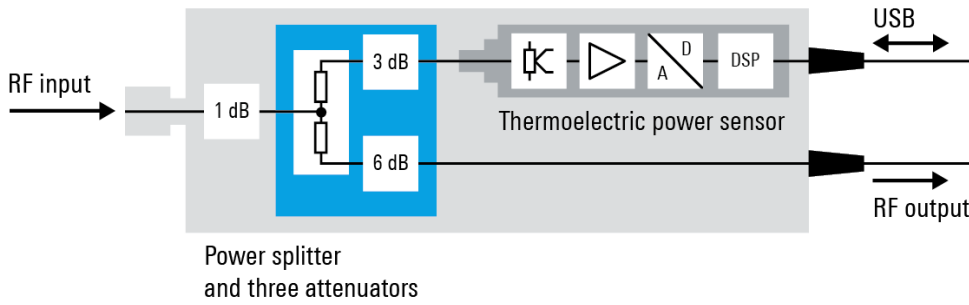 USB
RF input
1 dB
3 dB
A
D
DSP
Thermoelectric power sensor
6 dB
RF output
Power splitter
and three attenuators